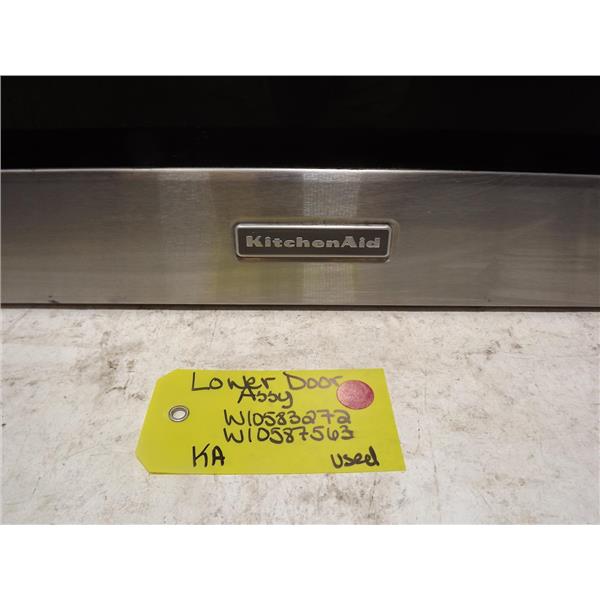 KitchenAid
Lower Door
Assy
W10583272
W10587563
KA used